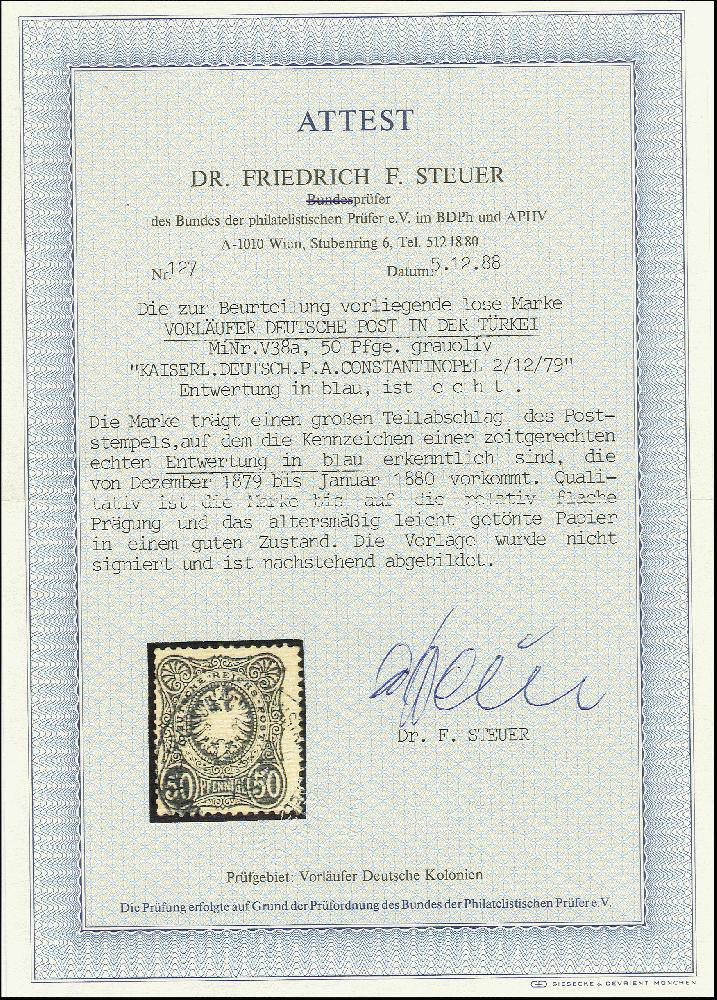 ATTEST
DR. FRIEDRICH F. STEUER
Bundesprüfer
des Bundes der philatelistischen Prüfer e.V. im BDPh und APHV
A-1010 Wien, Stubenring 6, Tel. 512 18 80
Nr. 127 Datum: 5.12.88
Die zur Beurteilung vorliegende lose Marke
VORLÄUFER DEUTSCHE POST IN DER TÜRKEI
MiNr.V38a, 50 Pfge. grauoliv
"KAISERL.DEUTSCH.P.A.CONSTANTINOPEL 2/12/79"
Entwertung in blau, ist e c h t .
Die Marke trägt einen großen Teilabschlag des Post-
stempels,auf dem die Kennzeichen einer zeitgerechten
echten Entwertung in blau erkenntlich sind, die
von Dezember 1879 bis Januar 1880 vorkommt. Quali-
tativ ist die Marke bis auf die relativ flache
Prägung und das altersmäßig leicht getönte Papier
in einem guten Zustand. Die Vorlage wurde nicht
signiert und ist nachstehend abgebildet.
DEUTSCHE REICHS-POST
50 PFENNIG 50
Dr. F. STEUER
Prüfgebiet: Vorläufer Deutsche Kolonien
Die Prüfung erfolgte auf Grund der Prüfordnung des Bundes der Philatelistischen Prüfer e.V.
GIESECKE & DEVRIENT MÜNCHEN